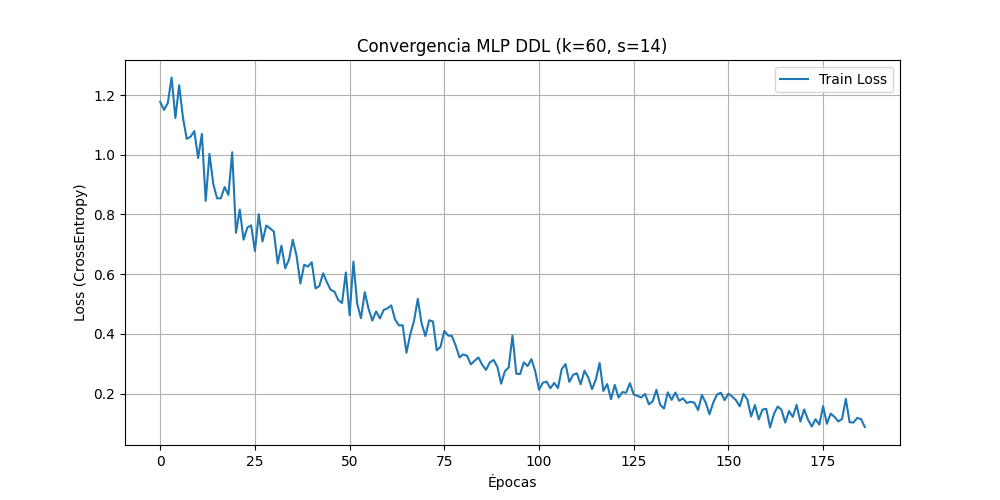 Convergencia MLP DDL (k=60, s=14)
Train Loss
Loss (CrossEntropy)
1.2
1.0
0.8
0.6
0.4
0.2
0 25 50 75 100 125 150 175
Épocas